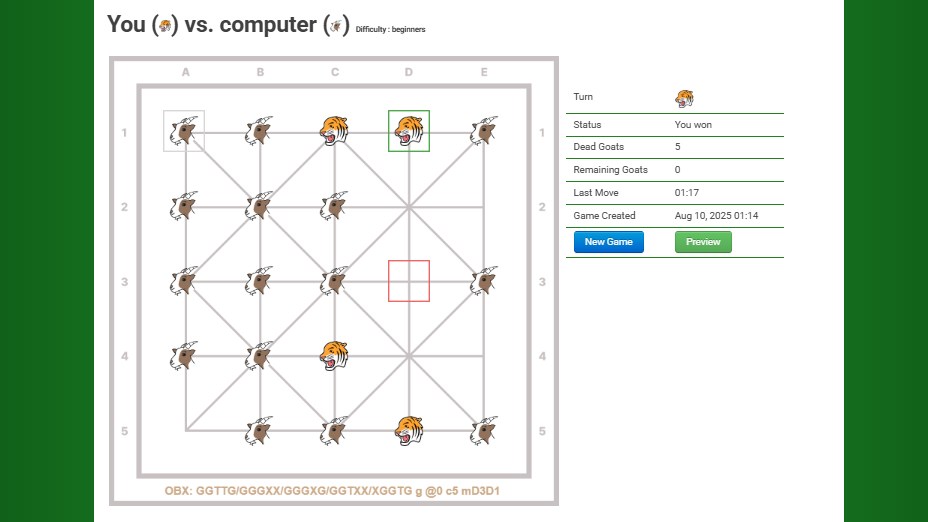 You () vs. computer () Difficulty : beginners
A B C D E
1 1
2 2
3 3
4 4
5 5
OBX: GGTTG/GGGXX/GGGXG/GGTXX/XGGTG g @0 c5 mD3D1
Turn
Status You won
Dead Goats 5
Remaining Goats 0
Last Move 01:17
Game Created Aug 10, 2025 01:14
New Game Preview